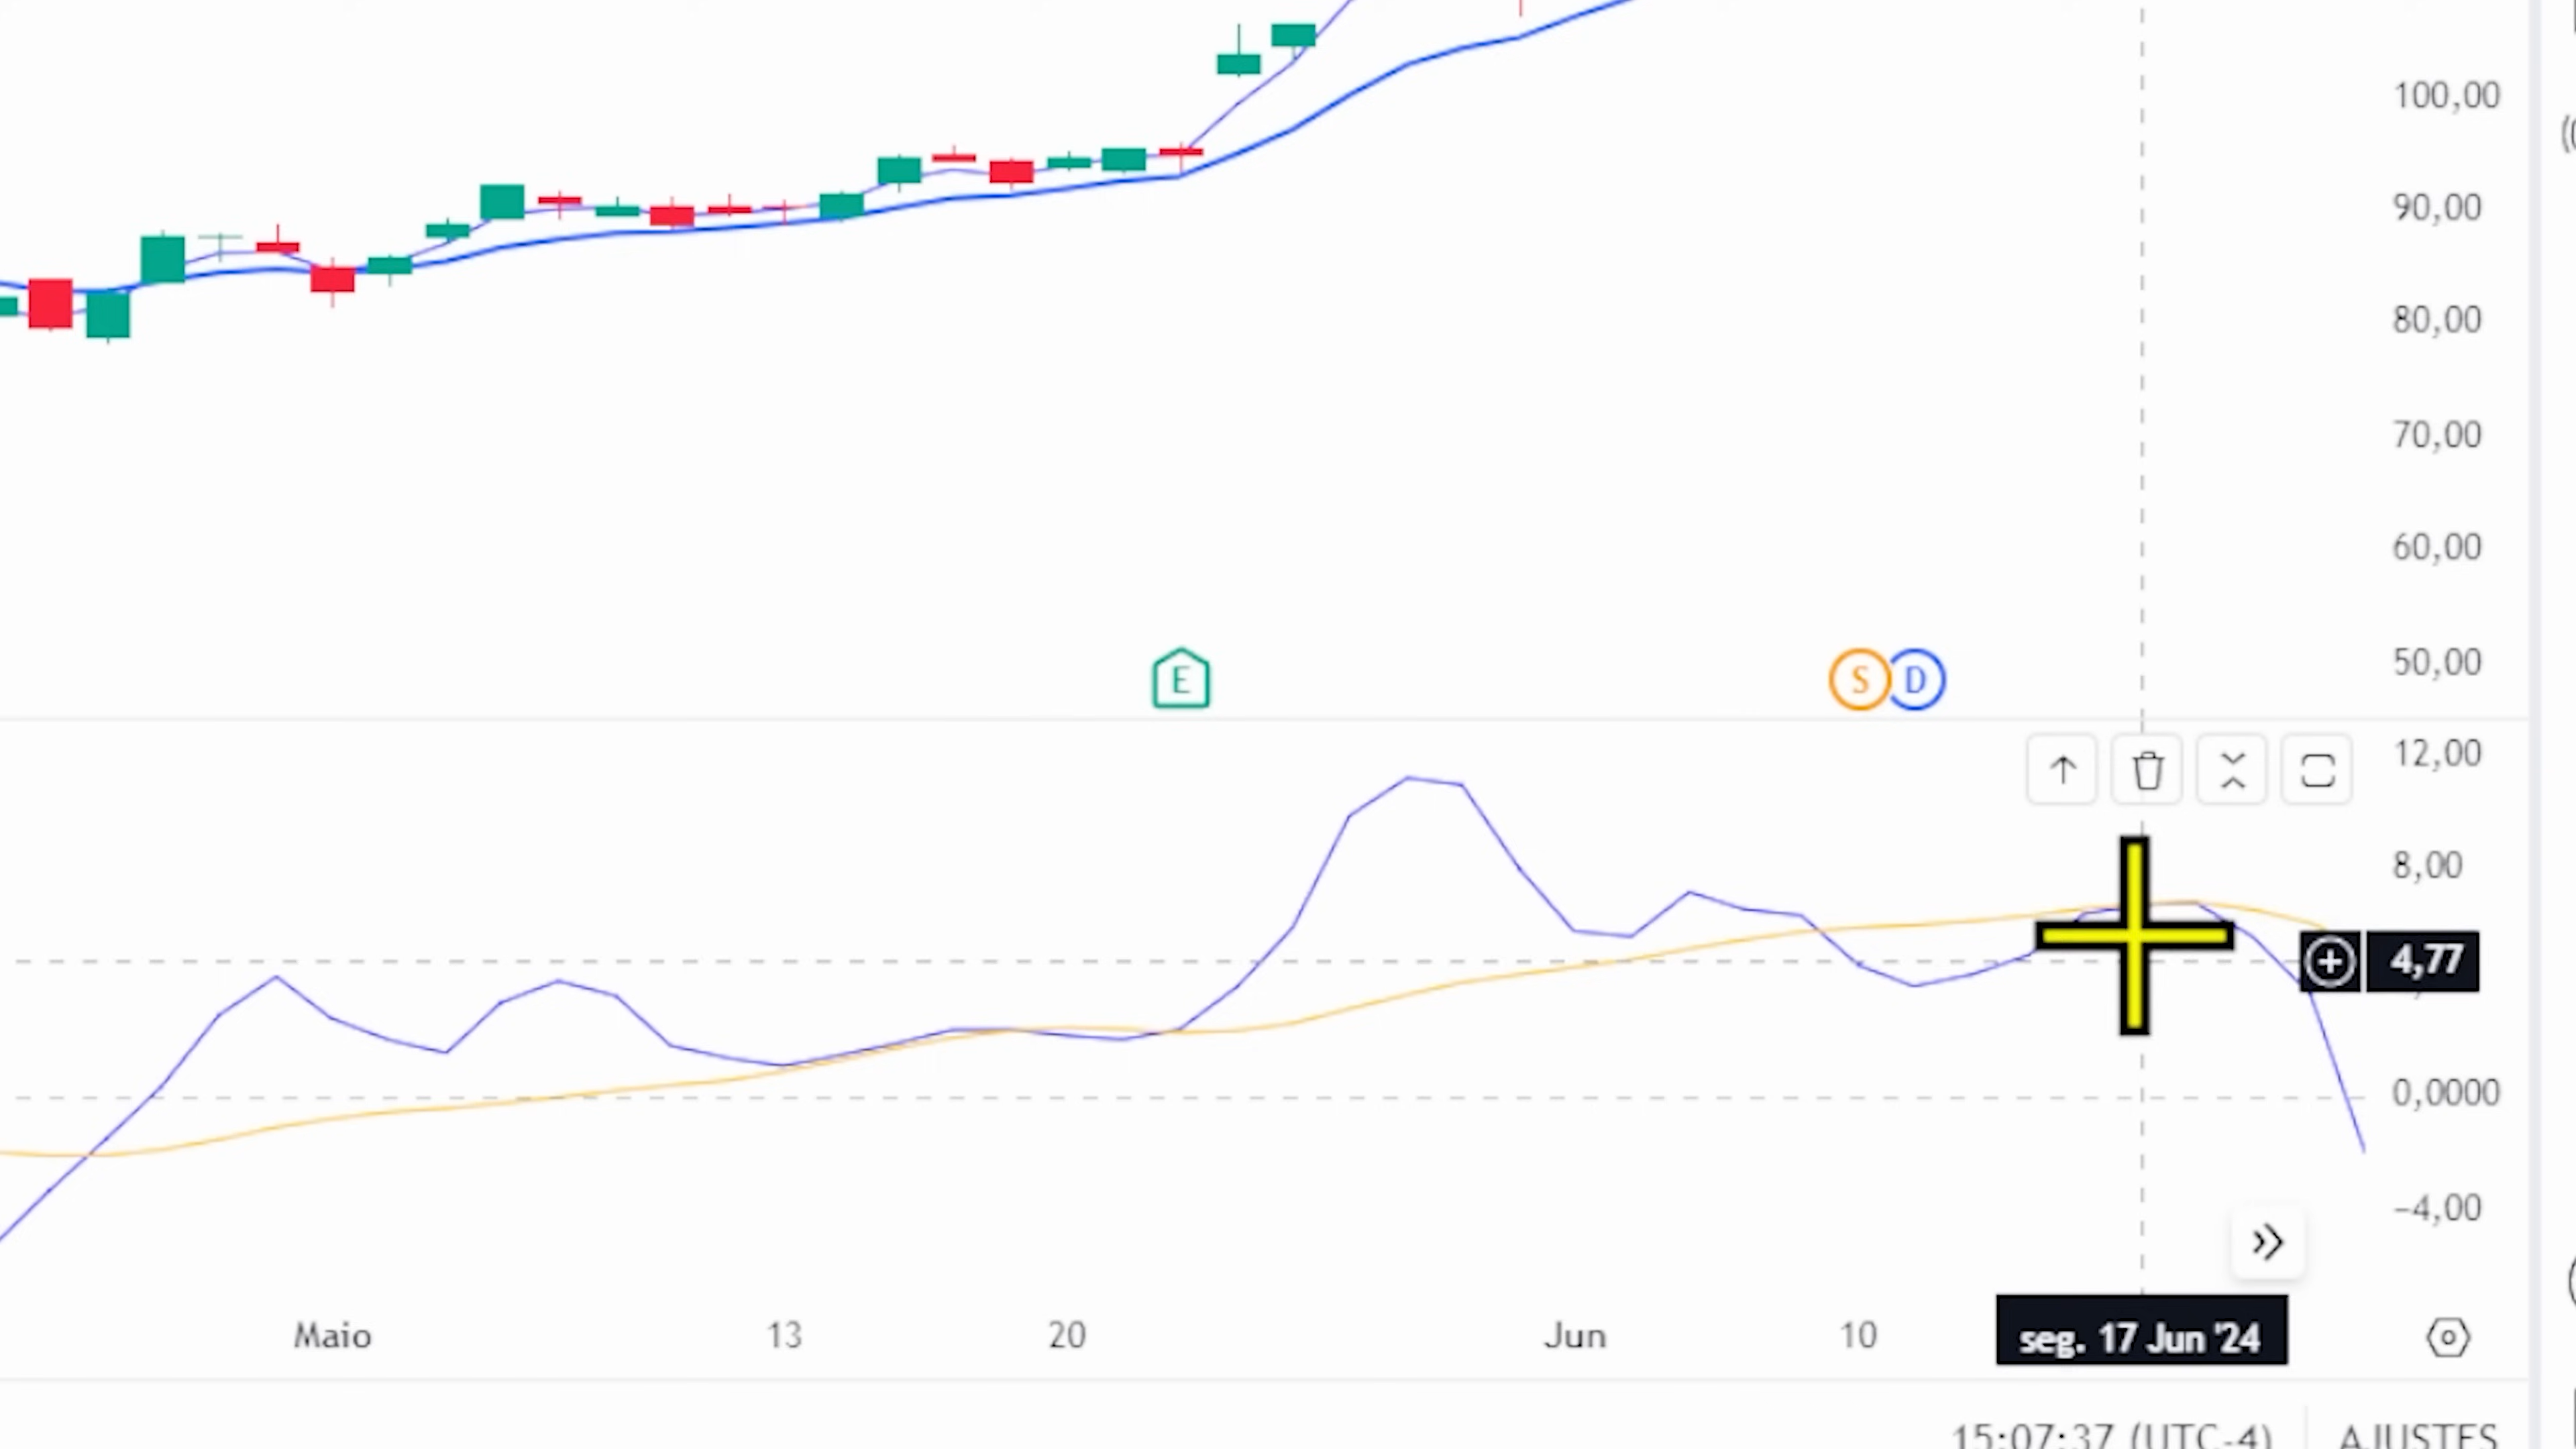 100,00
90,00
80,00
70,00
60,00
50,00
E
S D
12,00
8,00
4,77
0,0000
−4,00
Maio 13 20 Jun 10 seg. 17 Jun '24
15:07:37 (UTC-4) AJUSTES